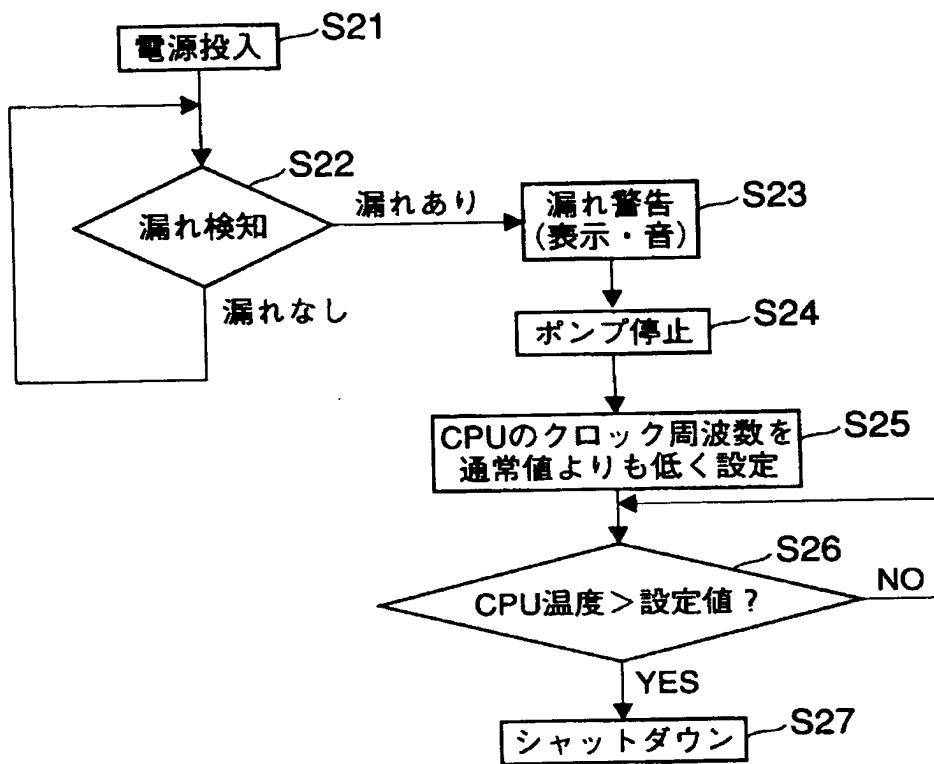 S21
電源投入
S22
漏れ検知
漏れあり
漏れなし
S23
漏れ警告
(表示・音)
S24
ポンプ停止
S25
CPUのクロック周波数を
通常値よりも低く設定
S26
CPU温度>設定値?
NO
YES
S27
シャットダウン